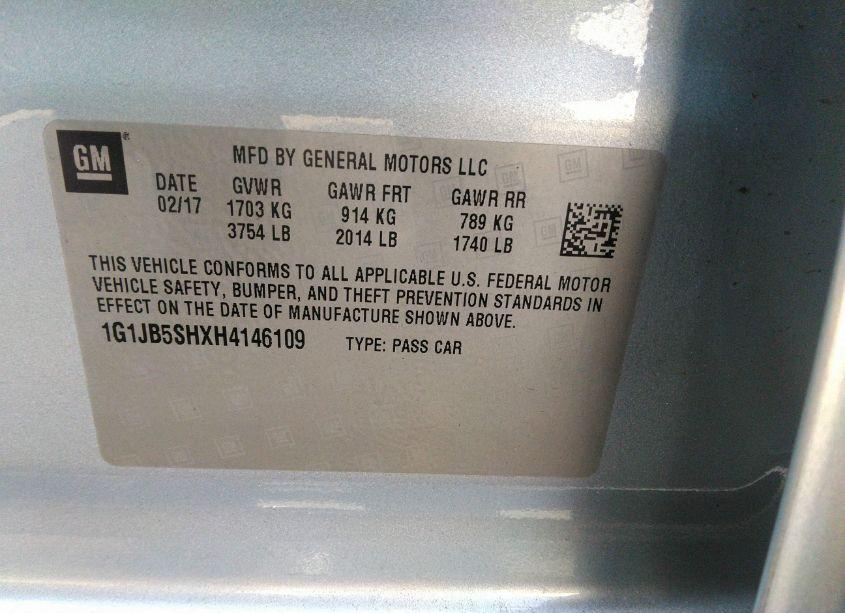 GM
MFD BY GENERAL MOTORS LLC
DATE GVWR GAWR FRT GAWR RR
02/17 1703 KG 914 KG 789 KG
3754 LB 2014 LB 1740 LB
THIS VEHICLE CONFORMS TO ALL APPLICABLE U.S. FEDERAL MOTOR
VEHICLE SAFETY, BUMPER, AND THEFT PREVENTION STANDARDS IN
EFFECT ON THE DATE OF MANUFACTURE SHOWN ABOVE.
1G1JB5SHXH4146109 TYPE: PASS CAR